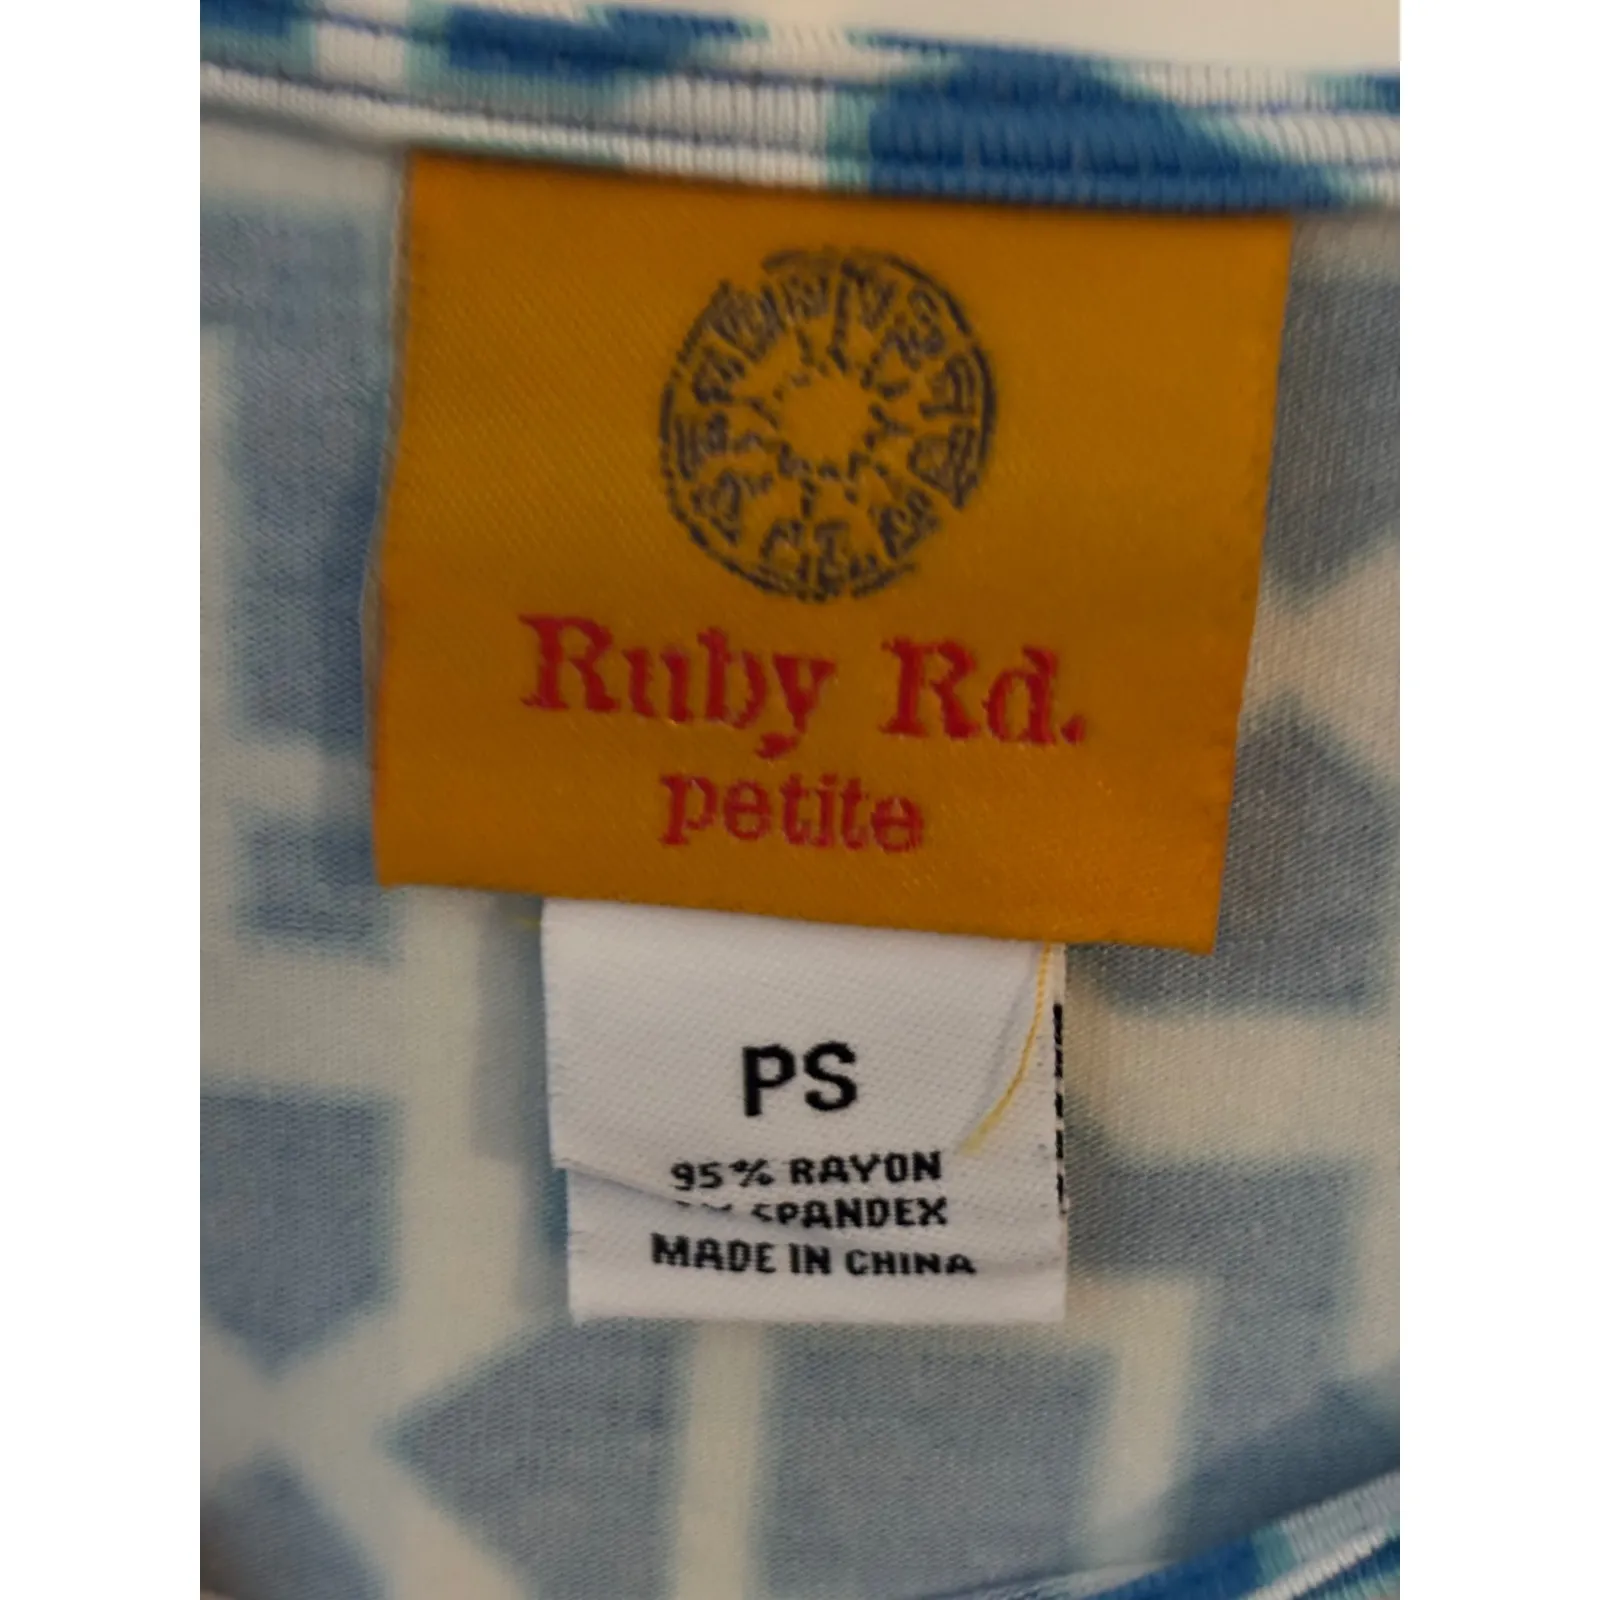 Ruby Rd.
petite
PS
95% RAYON
SPANDEX
MADE IN CHINA